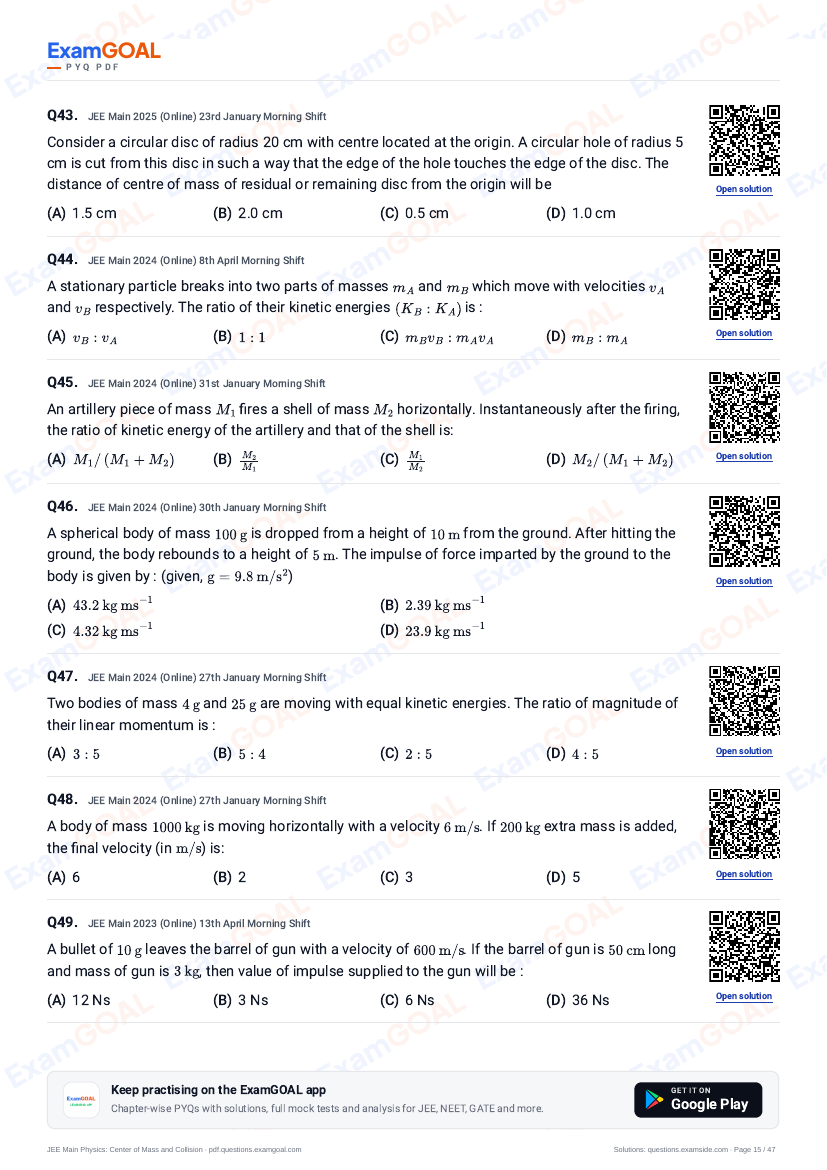 ExamGOAL
PYQ PDF
Q43. JEE Main 2025 (Online) 23rd January Morning Shift
Consider a circular disc of radius 20 cm with centre located at the origin. A circular hole of radius 5
cm is cut from this disc in such a way that the edge of the hole touches the edge of the disc. The
distance of centre of mass of residual or remaining disc from the origin will be
(A) 1.5 cm (B) 2.0 cm (C) 0.5 cm (D) 1.0 cm
Open solution
Q44. JEE Main 2024 (Online) 8th April Morning Shift
A stationary particle breaks into two parts of masses $m_A$ and $m_B$ which move with velocities $v_A$
and $v_B$ respectively. The ratio of their kinetic energies $(K_B : K_A)$ is :
(A) $v_B : v_A$ (B) 1 : 1 (C) $m_B v_B : m_A v_A$ (D) $m_B : m_A$
Open solution
Q45. JEE Main 2024 (Online) 31st January Morning Shift
An artillery piece of mass $M_1$ fires a shell of mass $M_2$ horizontally. Instantaneously after the firing,
the ratio of kinetic energy of the artillery and that of the shell is:
(A) $M_1/(M_1 + M_2)$ (B) $\frac{M_2}{M_1}$ (C) $\frac{M_1}{M_2}$ (D) $M_2/(M_1 + M_2)$
Open solution
Q46. JEE Main 2024 (Online) 30th January Morning Shift
A spherical body of mass 100 g is dropped from a height of 10 m from the ground. After hitting the
ground, the body rebounds to a height of 5 m. The impulse of force imparted by the ground to the
body is given by : (given, g = 9.8 m/s²)
(A) 43.2 kg ms⁻¹ (B) 2.39 kg ms⁻¹
(C) 4.32 kg ms⁻¹ (D) 23.9 kg ms⁻¹
Open solution
Q47. JEE Main 2024 (Online) 27th January Morning Shift
Two bodies of mass 4 g and 25 g are moving with equal kinetic energies. The ratio of magnitude of
their linear momentum is :
(A) 3 : 5 (B) 5 : 4 (C) 2 : 5 (D) 4 : 5
Open solution
Q48. JEE Main 2024 (Online) 27th January Morning Shift
A body of mass 1000 kg is moving horizontally with a velocity 6 m/s. If 200 kg extra mass is added,
the final velocity (in m/s) is:
(A) 6 (B) 2 (C) 3 (D) 5
Open solution
Q49. JEE Main 2023 (Online) 13th April Morning Shift
A bullet of 10 g leaves the barrel of gun with a velocity of 600 m/s. If the barrel of gun is 50 cm long
and mass of gun is 3 kg, then value of impulse supplied to the gun will be :
(A) 12 Ns (B) 3 Ns (C) 6 Ns (D) 36 Ns
Open solution
ExamGOAL
Keep practising on the ExamGOAL app
Chapter-wise PYQs with solutions, full mock tests and analysis for JEE, NEET, GATE and more.
GET IT ON
Google Play
JEE Main Physics: Center of Mass and Collision · pdf.questions.examgoal.com
Solutions: questions.examside.com · Page 15 / 47